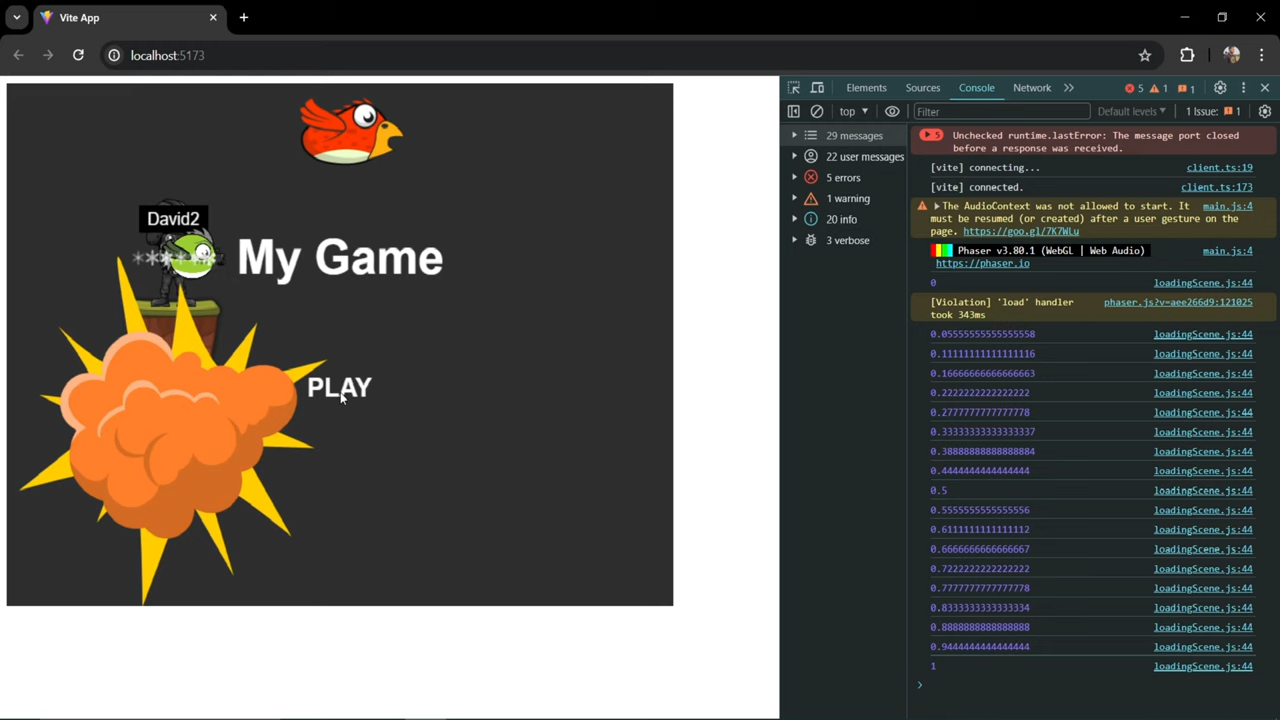 Vite App
localhost:5173
David2
******
My Game
PLAY
Elements
Sources
Console
Network
5
1
1
top
Filter
Default levels
1 Issue:
1
29 messages
22 user messages
5 errors
1 warning
20 info
3 verbose
5
Unchecked runtime.lastError: The message port closed
before a response was received.
[vite] connecting...
client.ts:19
[vite] connected.
client.ts:173
The AudioContext was not allowed to start. It
main.js:4
must be resumed (or created) after a user gesture on the
page. https://goo.gl/7K7WLu
Phaser v3.80.1 (WebGL | Web Audio)
main.js:4
https://phaser.io
0
loadingScene.js:44
[Violation] 'load' handler
phaser.js?v=aee266d9:121025
took 343ms
0.05555555555555558
loadingScene.js:44
0.11111111111111116
loadingScene.js:44
0.16666666666666663
loadingScene.js:44
0.2222222222222222
loadingScene.js:44
0.2777777777777778
loadingScene.js:44
0.33333333333333337
loadingScene.js:44
0.38888888888888884
loadingScene.js:44
0.4444444444444444
loadingScene.js:44
0.5
loadingScene.js:44
0.5555555555555556
loadingScene.js:44
0.6111111111111112
loadingScene.js:44
0.6666666666666667
loadingScene.js:44
0.7222222222222222
loadingScene.js:44
0.7777777777777778
loadingScene.js:44
0.8333333333333334
loadingScene.js:44
0.8888888888888888
loadingScene.js:44
0.9444444444444444
loadingScene.js:44
1
loadingScene.js:44